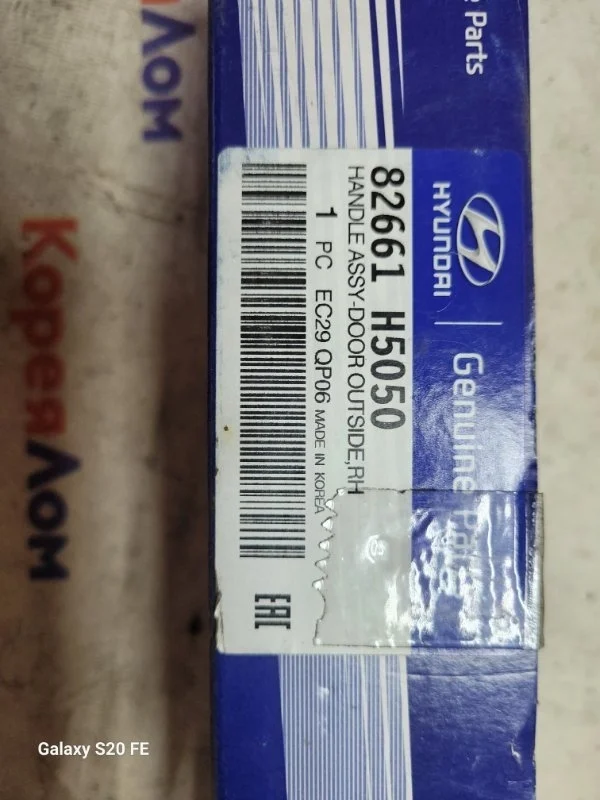 Parts
HYUNDAI
Genuine Parts
82661 H5050
HANDLE ASSY-DOOR OUTSIDE,RH
1 PC EC29 QP06 MADE IN KOREA
EAC
КореяЛОМ
ЛОМ
Galaxy S20 FE